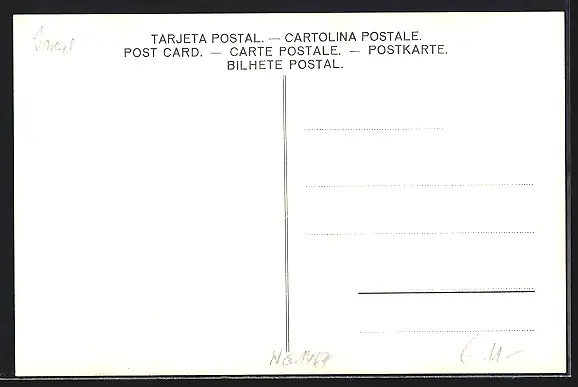 TARJETA POSTAL. — CARTOLINA POSTALE.
POST CARD. — CARTE POSTALE. — POSTKARTE.
BILHETE POSTAL.